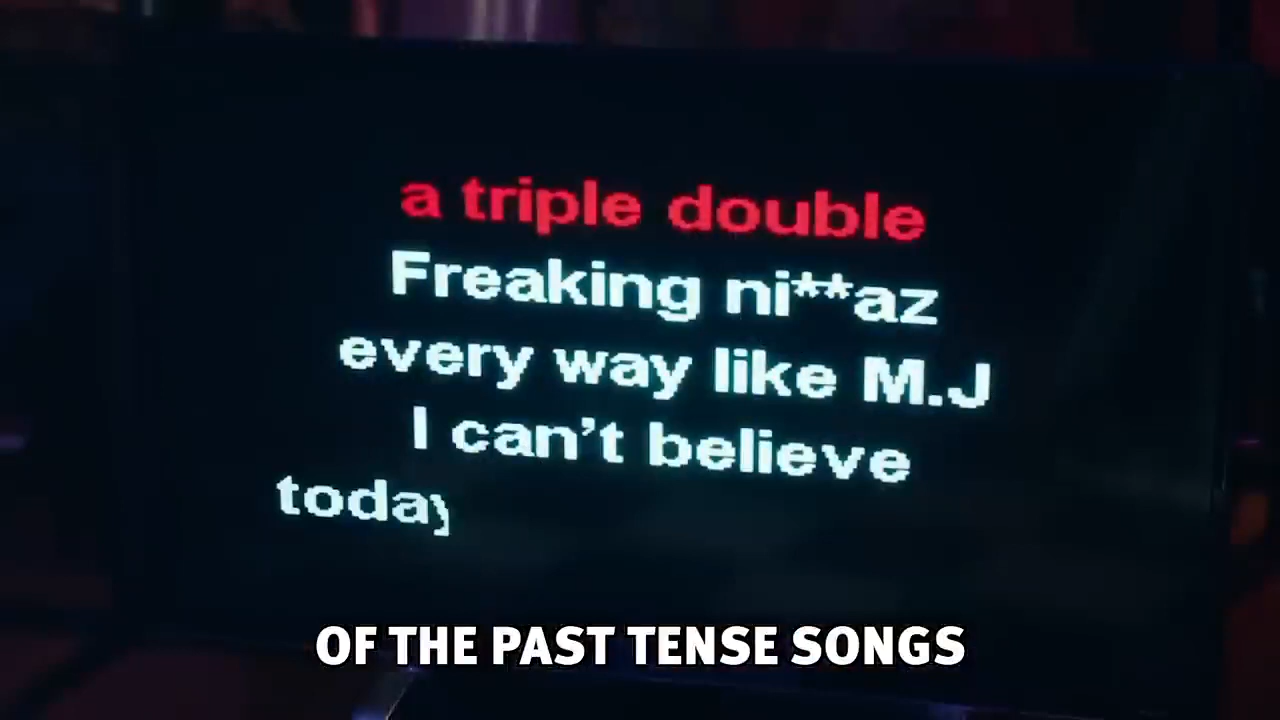 a triple double
Freaking ni**az
every way like M.J
I can’t believe
today
OF THE PAST TENSE SONGS